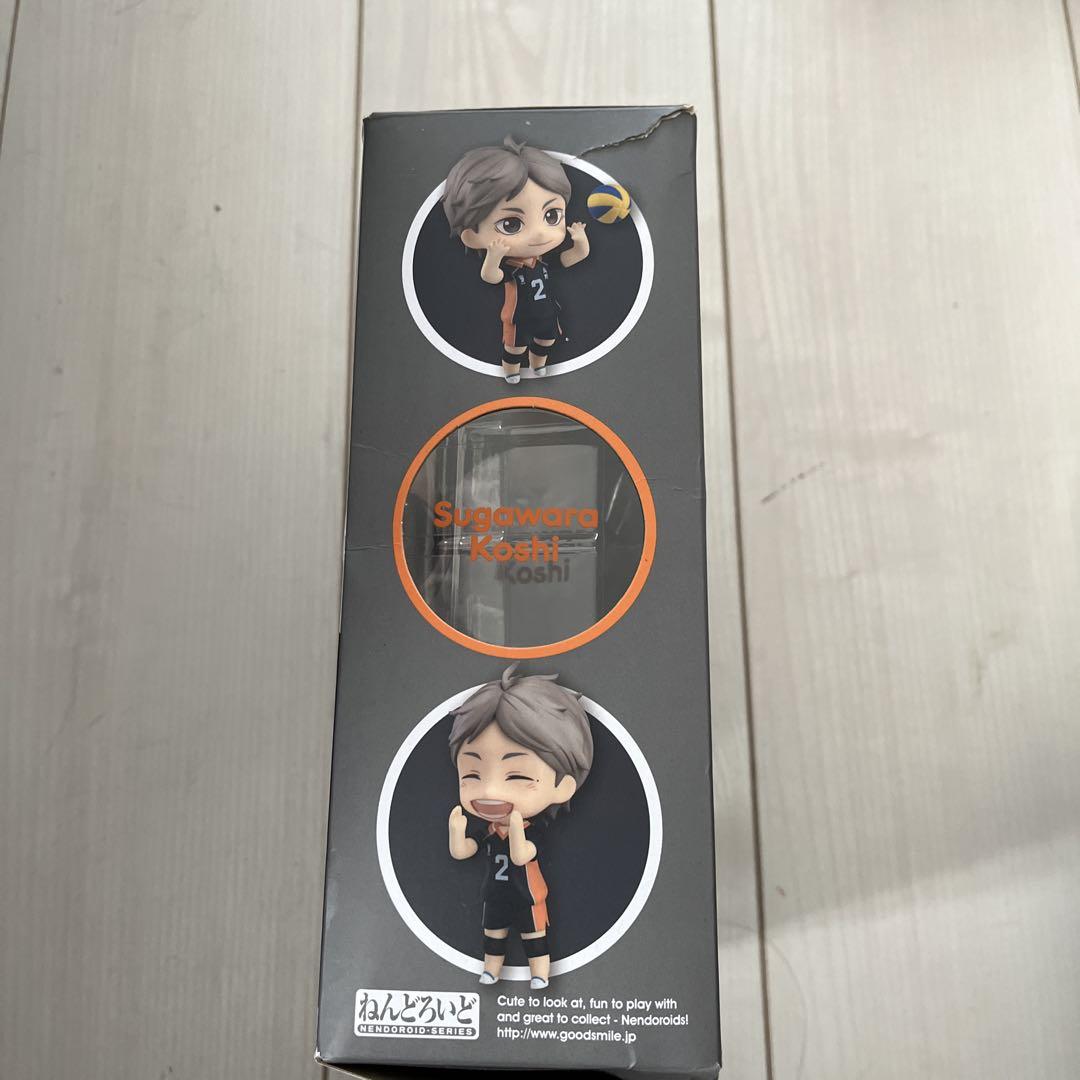 2
Sugawara
Koshi
Koshi
2
ねんどろいど
NENDOROID-SERIES
Cute to look at, fun to play with
and great to collect - Nendoroids!
http://www.goodsmile.jp